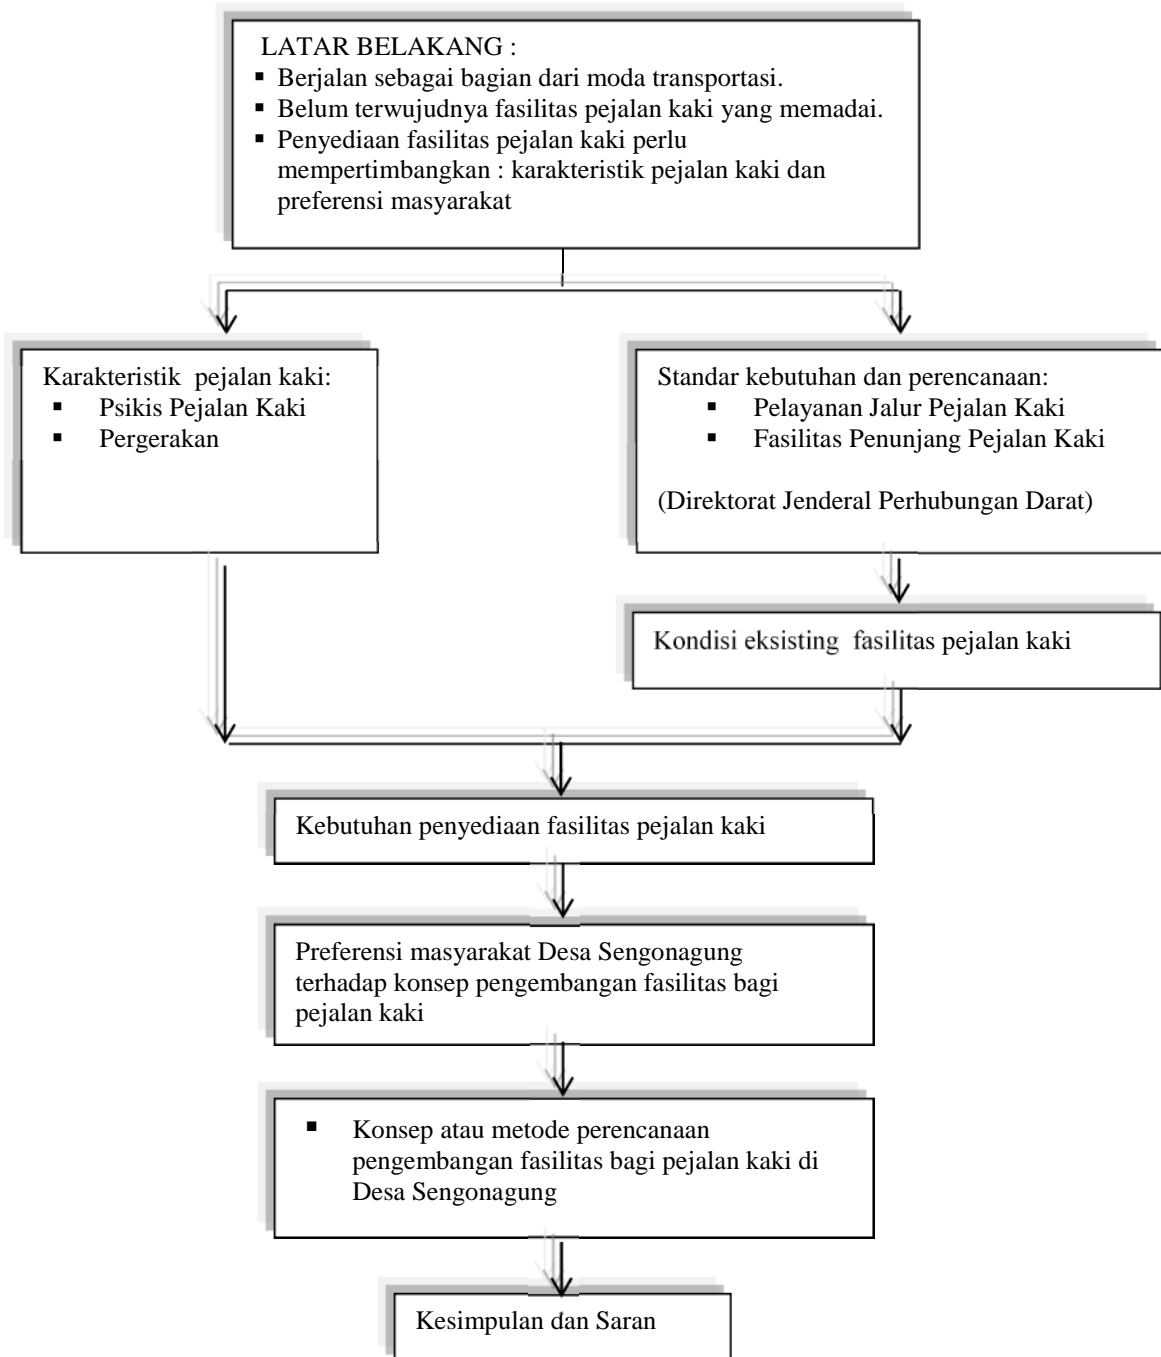 LATAR BELAKANG :
▪ Berjalan sebagai bagian dari moda transportasi.
▪ Belum terwujudnya fasilitas pejalan kaki yang memadai.
▪ Penyediaan fasilitas pejalan kaki perlu
mempertimbangkan : karakteristik pejalan kaki dan
preferensi masyarakat
Karakteristik pejalan kaki:
▪ Psikis Pejalan Kaki
▪ Pergerakan
Standar kebutuhan dan perencanaan:
▪ Pelayanan Jalur Pejalan Kaki
▪ Fasilitas Penunjang Pejalan Kaki
(Direktorat Jenderal Perhubungan Darat)
Kondisi eksisting fasilitas pejalan kaki
Kebutuhan penyediaan fasilitas pejalan kaki
Preferensi masyarakat Desa Sengonagung
terhadap konsep pengembangan fasilitas bagi
pejalan kaki
▪ Konsep atau metode perencanaan
pengembangan fasilitas bagi pejalan kaki di
Desa Sengonagung
Kesimpulan dan Saran